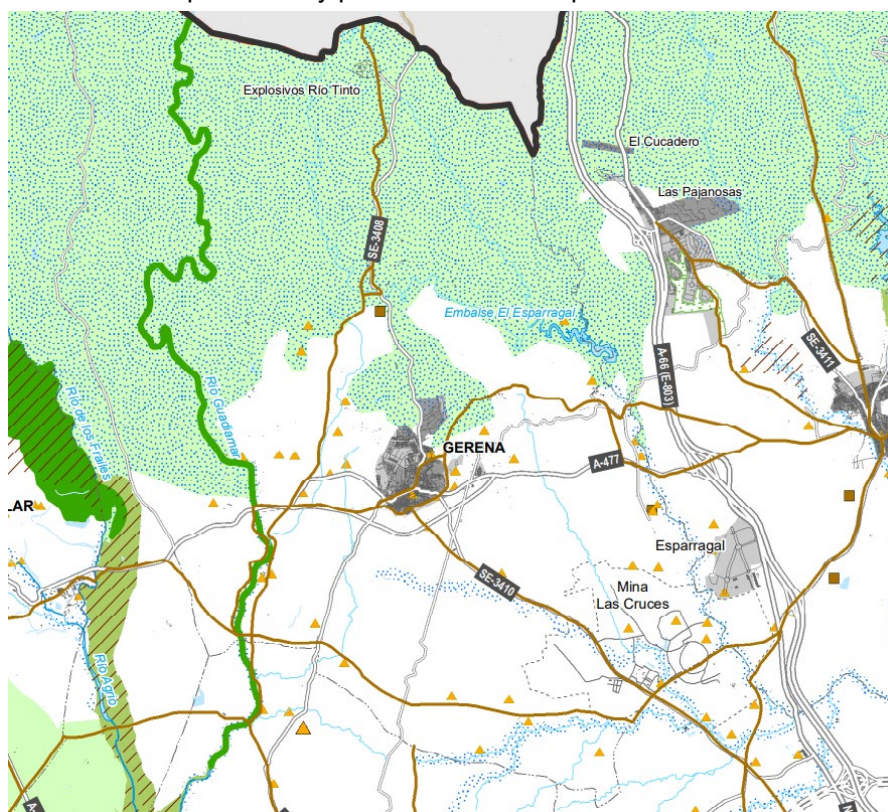 Explosivos Río Tinto
El Cucadero
Las Pajanosas
SE-3408
Embalse El Esparragal
A-66 (E-803)
SE-3411
Río de los Frailes
Río Guadiamar
GERENA
A-477
LAR
Esparragal
SE-3410
Mina
Las Cruces
Río Agrio
A-